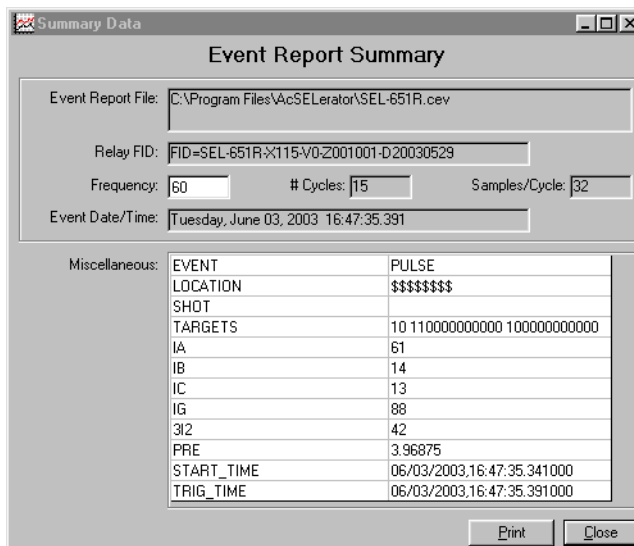 Summary Data
Event Report Summary
Event Report File: C:\Program Files\AcSELerator\SEL-651R.cev
Relay FID: FID=SEL-651R-X115-V0-Z001001-D20030529
Frequency: 60 # Cycles: 15 Samples/Cycle: 32
Event Date/Time: Tuesday, June 03, 2003 16:47:35.391
Miscellaneous: EVENT PULSE
LOCATION $$$$$$$$
SHOT
TARGETS 10 110000000000 100000000000
IA 61
IB 14
IC 13
IG 88
3I2 42
PRE 3.96875
START_TIME 06/03/2003,16:47:35.341000
TRIG_TIME 06/03/2003,16:47:35.391000
Print Close